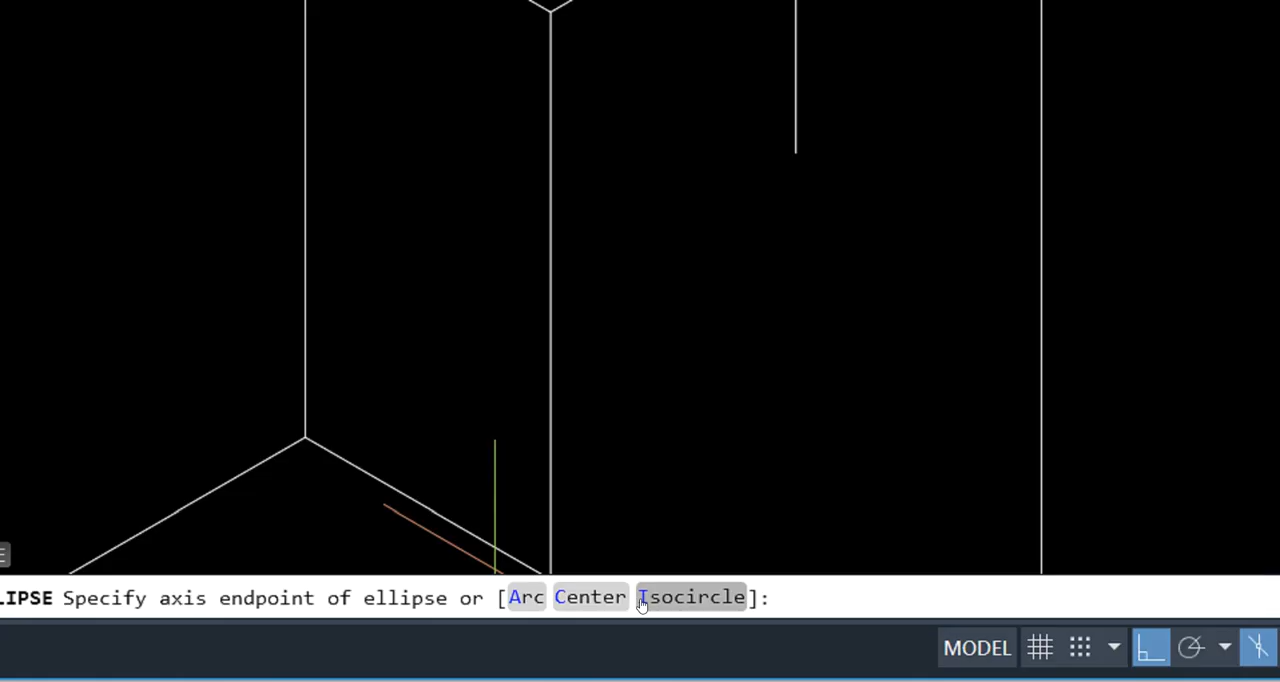 E
LIPSE Specify axis endpoint of ellipse or [Arc Center Isocircle]:
MODEL